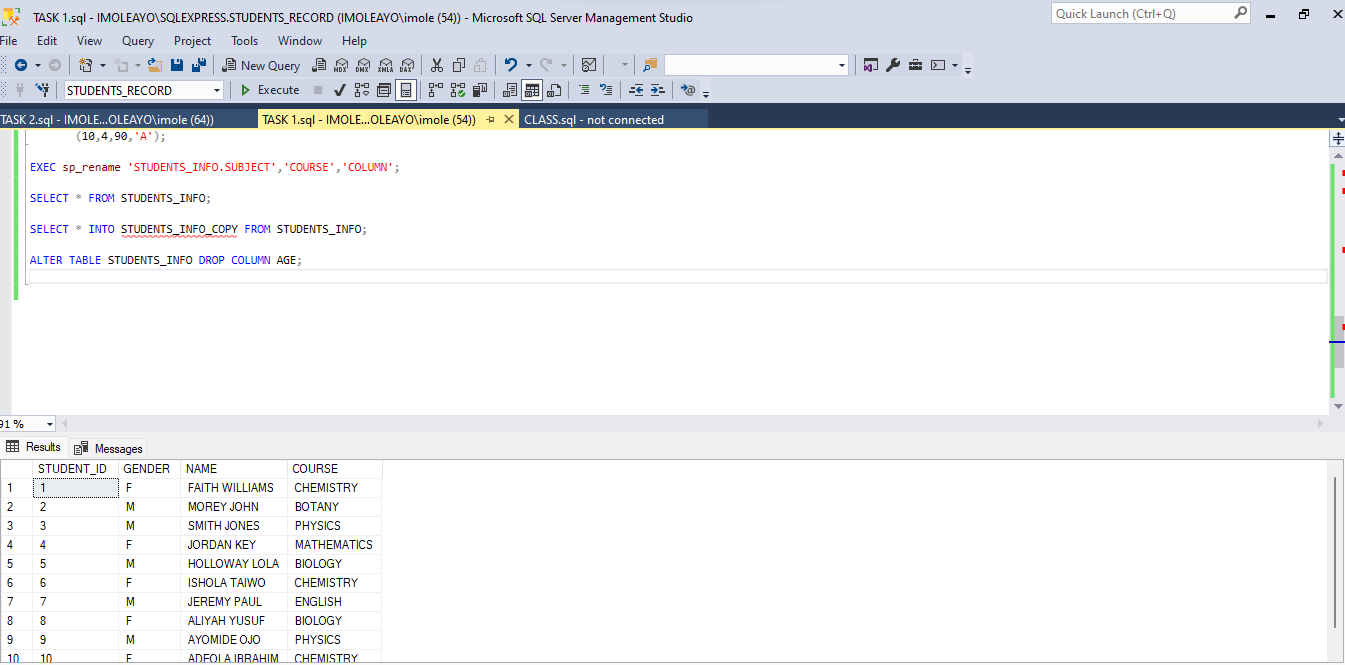 TASK 1.sql - IMOLEAYO\SQLEXPRESS.STUDENTS_RECORD (IMOLEAYO\imole (54)) - Microsoft SQL Server Management Studio
Quick Launch (Ctrl+Q)
File Edit View Query Project Tools Window Help
New Query MDX DMX XMLA DAX
STUDENTS_RECORD Execute
TASK 2.sql - IMOLE...OLEAYO\imole (64)) TASK 1.sql - IMOLE...OLEAYO\imole (54)) CLASS.sql - not connected
(10,4,90,'A');
EXEC sp_rename 'STUDENTS_INFO.SUBJECT','COURSE','COLUMN';
SELECT * FROM STUDENTS_INFO;
SELECT * INTO STUDENTS_INFO_COPY FROM STUDENTS_INFO;
ALTER TABLE STUDENTS_INFO DROP COLUMN AGE;
91 %
Results Messages
STUDENT_ID GENDER NAME COURSE
1 1 F FAITH WILLIAMS CHEMISTRY
2 2 M MOREY JOHN BOTANY
3 3 M SMITH JONES PHYSICS
4 4 F JORDAN KEY MATHEMATICS
5 5 M HOLLOWAY LOLA BIOLOGY
6 6 F ISHOLA TAIWO CHEMISTRY
7 7 M JEREMY PAUL ENGLISH
8 8 F ALIYAH YUSUF BIOLOGY
9 9 M AYOMIDE OJO PHYSICS
10 10 F ADEOLA IBRAHIM CHEMISTRY